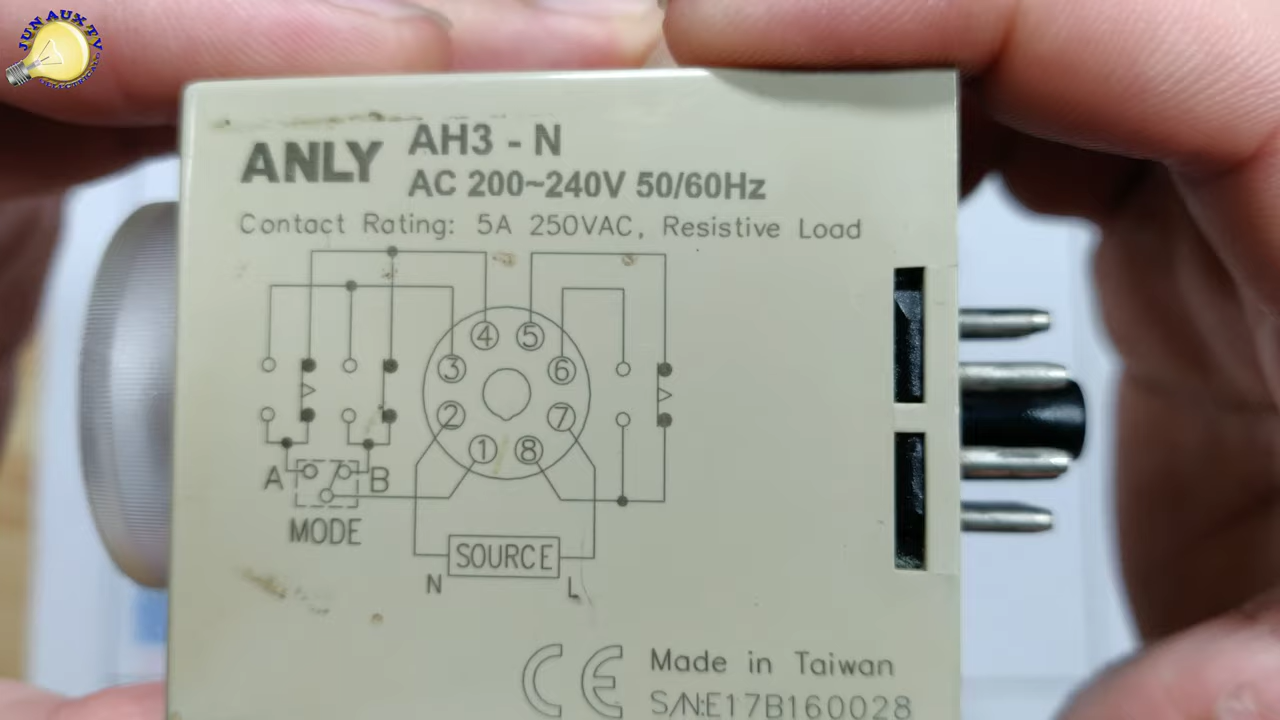 JUN AUX TV
ANLY AH3 - N
AC 200~240V 50/60Hz
Contact Rating: 5A 250VAC, Resistive Load
4 5
3 6
2 7
1 8
A B
MODE
SOURCE
N L
CE
Made in Taiwan
S/N:E17B160028